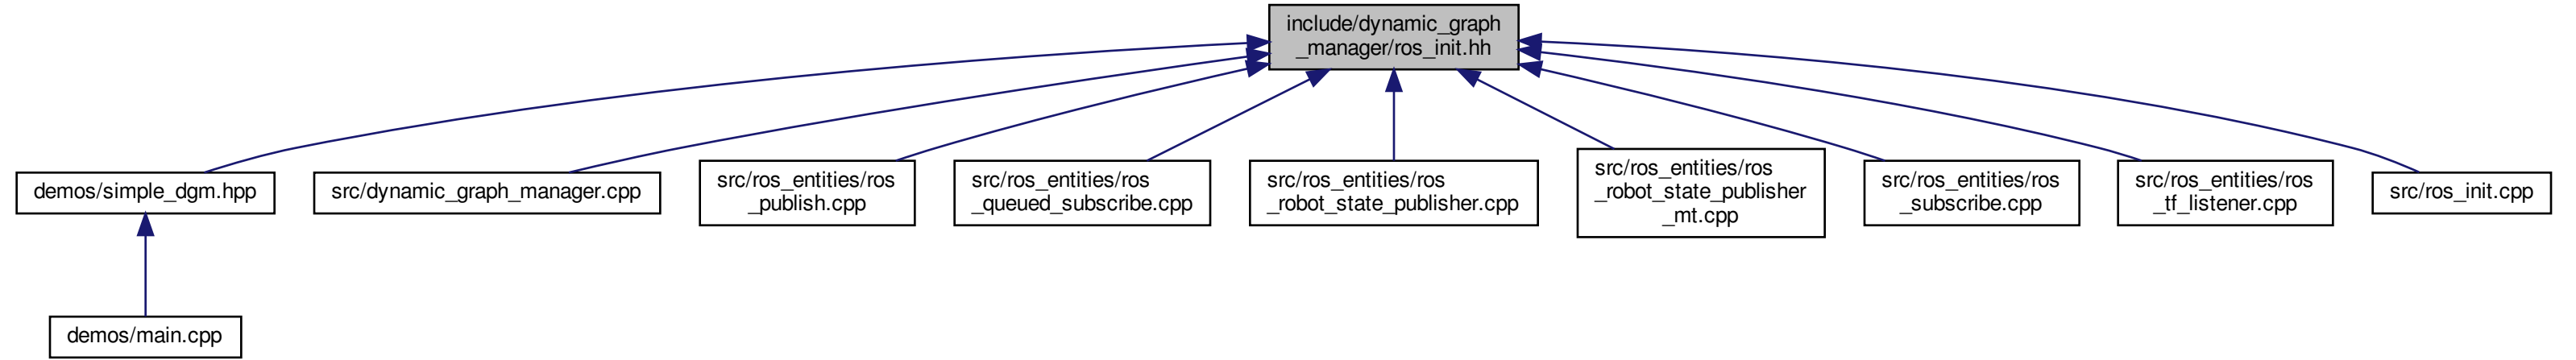 include/dynamic_graph
_manager/ros_init.hh
demos/simple_dgm.hpp
src/dynamic_graph_manager.cpp
src/ros_entities/ros
_publish.cpp
src/ros_entities/ros
_queued_subscribe.cpp
src/ros_entities/ros
_robot_state_publisher.cpp
src/ros_entities/ros
_robot_state_publisher
_mt.cpp
src/ros_entities/ros
_subscribe.cpp
src/ros_entities/ros
_tf_listener.cpp
src/ros_init.cpp
demos/main.cpp